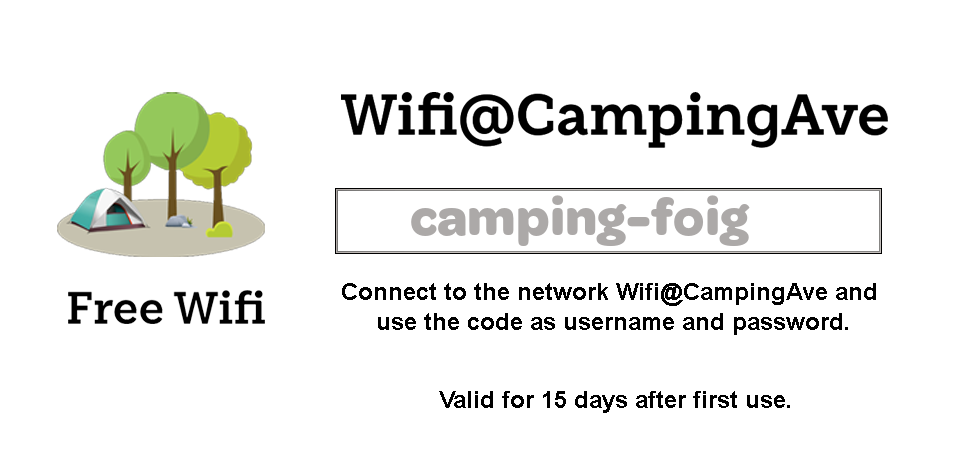 Wifi@CampingAve
camping-foig
Free Wifi
Connect to the network Wifi@CampingAve and
use the code as username and password.
Valid for 15 days after first use.